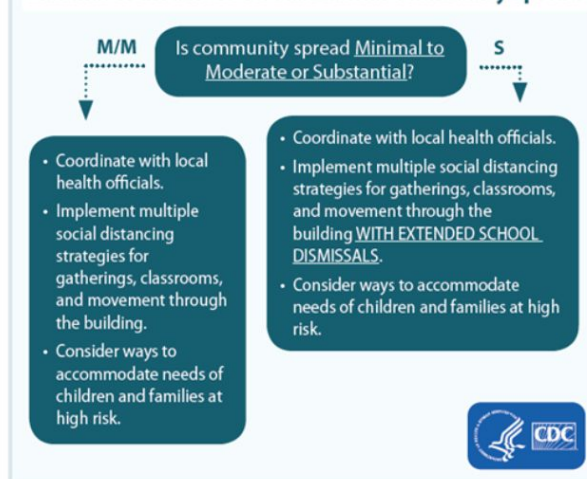 M/M
Is community spread Minimal to
Moderate or Substantial?
S
• Coordinate with local
health officials.
• Implement multiple
social distancing
strategies for
gatherings, classrooms,
and movement through
the building.
• Consider ways to
accommodate needs of
children and families at
high risk.
• Coordinate with local health officials.
• Implement multiple social distancing
strategies for gatherings, classrooms,
and movement through the
building WITH EXTENDED SCHOOL
DISMISSALS.
• Consider ways to accommodate
needs of children and families at high
risk.
CDC